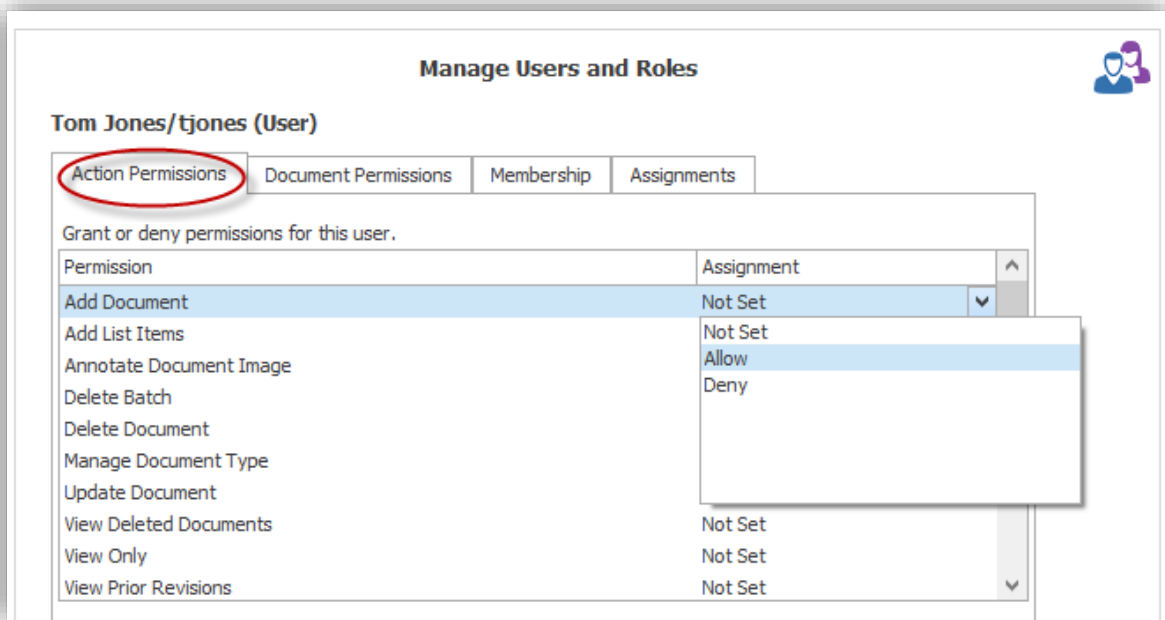 Manage Users and Roles
Tom Jones/tjones (User)
Action Permissions Document Permissions Membership Assignments
Grant or deny permissions for this user.
Permission Assignment
Add Document Not Set
Add List Items Not Set
Annotate Document Image Allow
Delete Batch Deny
Delete Document
Manage Document Type
Update Document
View Deleted Documents Not Set
View Only Not Set
View Prior Revisions Not Set